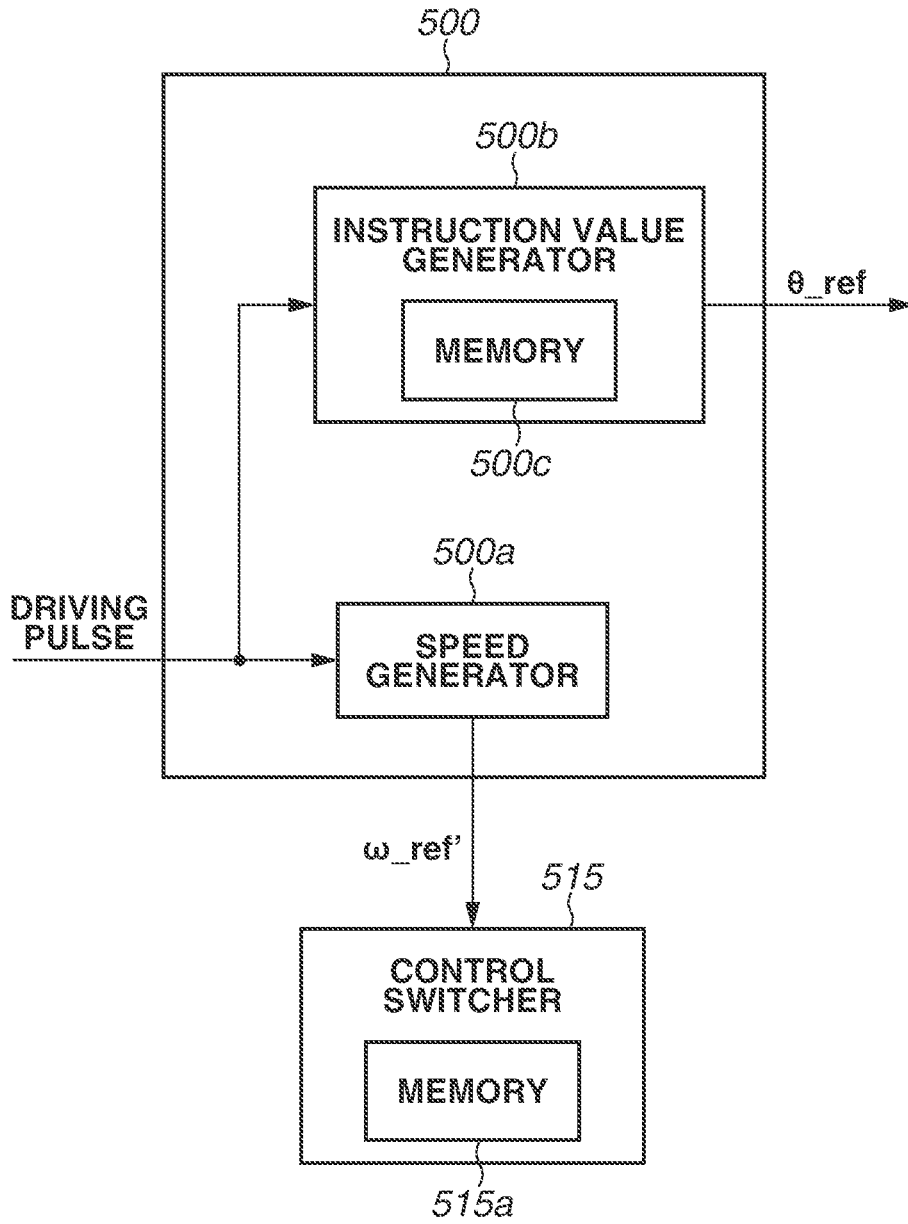 500
500b
INSTRUCTION VALUE
GENERATOR
θ_ref
MEMORY
500c
500a
DRIVING
PULSE
SPEED
GENERATOR
ω_ref'
515
CONTROL
SWITCHER
MEMORY
515a